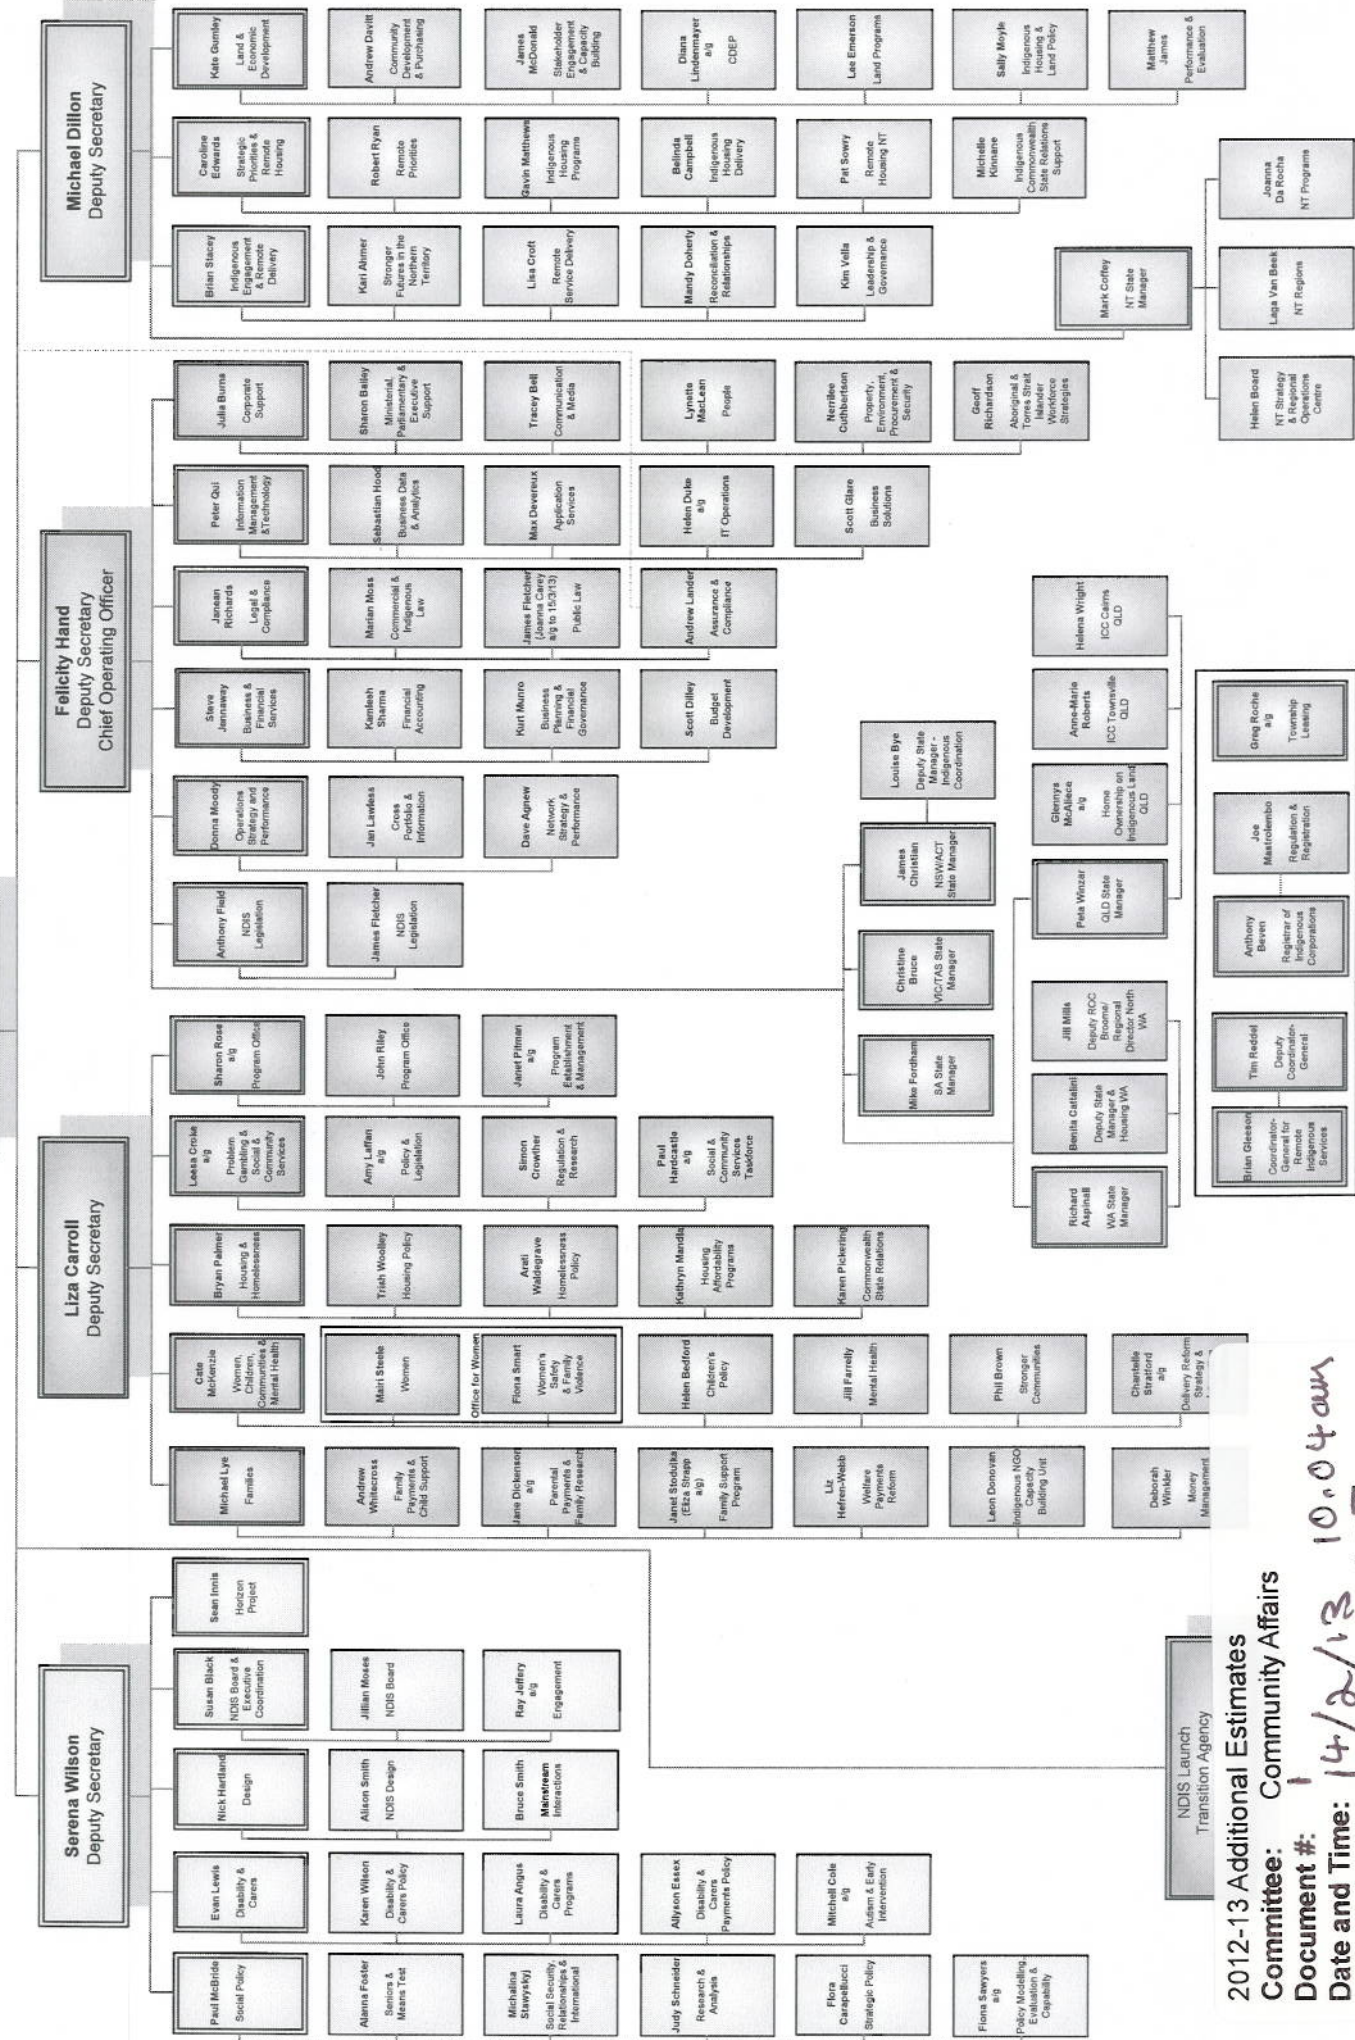 Serena Wilson
Deputy Secretary
Paul McBride
Social Policy
Alanna Foster
Seniors &
Means Test
Michalina
Stawyskyj
Social Security,
Relationships &
International
Judy Schneider
Research &
Analysis
Flora
Carapellucci
Strategic Policy
Fiona Sawyers
a/g
Policy Modelling,
Evaluation &
Capability
Evan Lewis
Disability &
Carers
Karen Wilson
Disability &
Carers Policy
Laura Angus
Disability &
Carers
Programs
Allyson Essex
Disability &
Carers
Payments Policy
Mitchell Cole
a/g
Autism & Early
Intervention
Nick Hartland
Design
Alison Smith
NDIS Design
Bruce Smith
Mainstream
Interactions
Susan Black
NDIS Board &
Executive
Coordination
Jillian Moses
NDIS Board
Ray Jeffery
a/g
Engagement
Sean Innis
Horizon
Project
Liza Carroll
Deputy Secretary
Michael Lye
Families
Andrew
Whitecross
Family
Payments &
Child Support
Jane Dickenson
a/g
Parental
Payments &
Family Research
Janet Stodulka
(Eliza Strapp
a/g)
Family Support
Program
Liz
Hefren-Webb
Welfare
Payments
Reform
Leon Donovan
Indigenous NGO
Capacity
Building Unit
Deborah
Winkler
Money
Management
Cate
McKenzie
Women,
Children,
Communities &
Mental Health
Mairi Steele
Women
Office for Women
Fiona Smart
Women's
Safety
& Family
Violence
Helen Bedford
Children's
Policy
Jill Farrelly
Mental Health
Phil Brown
Stronger
Communities
Chantelle
Stratford
a/g
Delivery Reform
Strategy &
Bryan Palmer
Housing &
Homelessness
Trish Woolley
Housing Policy
Arati
Waldegrave
Homelessness
Policy
Kathryn Mandla
Housing
Affordability
Programs
Karen Pickering
Commonwealth
State Relations
Leesa Croke
a/g
Problem
Gambling &
Social &
Community
Services
Amy Laffan
a/g
Policy &
Legislation
Simon
Crowther
Regulation &
Research
Paul
Hardcastle
a/g
Social &
Community
Services
Taskforce
Sharon Rose
a/g
Program Office
John Riley
Program Office
Janet Pitman
a/g
Program
Establishment
& Management
Felicity Hand
Deputy Secretary
Chief Operating Officer
Anthony Field
NDIS
Legislation
James Fletcher
NDIS
Legislation
Donna Moody
Operations
Strategy and
Performance
Jan Lawless
Cross
Portfolio &
Information
Dave Agnew
Network
Strategy &
Performance
Steve
Jennaway
Business &
Financial
Services
Kamlesh
Sharma
Financial
Accounting
Kurt Munro
Business
Planning &
Financial
Governance
Scott Dilley
Budget
Development
Janean
Richards
Legal &
Compliance
Marian Moss
Commercial &
Indigenous
Law
James Fletcher
(Joanna Carey
a/g to 15/3/13)
Public Law
Andrew Lander
Assurance &
Compliance
Peter Qui
Information
Management
& Technology
Sebastian Hood
Business Data
& Analytics
Max Devereux
Application
Services
Helen Duke
a/g
IT Operations
Scott Glare
Business
Solutions
Julia Burns
Corporate
Support
Sharon Bailey
Ministerial,
Parliamentary &
Executive
Support
Tracey Bell
Communication
& Media
Lynette
MacLean
People
Nerrilee
Cuthbertson
Property,
Environment,
Procurement &
Security
Geoff
Richardson
Aboriginal &
Torres Strait
Islander
Workforce
Strategies
Mike Fordham
SA State
Manager
Christine
Bruce
VIC/TAS State
Manager
James
Christian
NSW/ACT
State Manager
Louise Bye
Deputy State
Manager -
Indigenous
Coordination
Richard
Aspinall
WA State
Manager
Benita Cattalini
Deputy State
Manager &
Housing WA
Jill Mills
Deputy ROC
Broome/
Regional
Director North
WA
Peta Winzar
QLD State
Manager
Glennys
McAliece
a/g
Home
Ownership on
Indigenous Land
QLD
Anne-Marie
Roberts
ICC Townsville
QLD
Helena Wright
ICC Cairns
QLD
Brian Gleeson
Coordinator-
General for
Remote
Indigenous
Services
Tim Reddel
Deputy
Coordinator-
General
Anthony
Beven
Registrar of
Indigenous
Corporations
Joe
Mastrolembo
Regulation &
Registration
Greg Roche
a/g
Township
Leasing
Michael Dillon
Deputy Secretary
Brian Stacey
Indigenous
Engagement
& Remote
Delivery
Kari Ahmer
Stronger
Futures in the
Northern
Territory
Lisa Croft
Remote
Service Delivery
Mandy Doherty
Reconciliation &
Relationships
Kim Vella
Leadership &
Governance
Caroline
Edwards
Strategic
Priorities &
Remote
Housing
Robert Ryan
Remote
Priorities
Gavin Matthews
Indigenous
Housing
Programs
Belinda
Campbell
Indigenous
Housing
Delivery
Pat Sowry
Remote
Housing NT
Michelle
Kinnane
Indigenous
Commonwealth
State Relations
Support
Kate Gumley
Land &
Economic
Development
Andrew Davitt
Community
Development
& Purchasing
James
McDonald
Stakeholder
Engagement
& Capacity
Building
Diana
Lindenmayer
a/g
CDEP
Lee Emerson
Land Programs
Sally Moyle
Indigenous
Housing &
Land Policy
Matthew
James
Performance &
Evaluation
Mark Coffey
NT State
Manager
Helen Board
NT Strategy
& Regional
Operations
Centre
Laga Van Beek
NT Regions
Joanna
Da Rocha
NT Programs
NDIS Launch
Transition Agency
2012-13 Additional Estimates
Committee: Community Affairs
Document #: 1
Date and Time: 14/2/13 10.04am